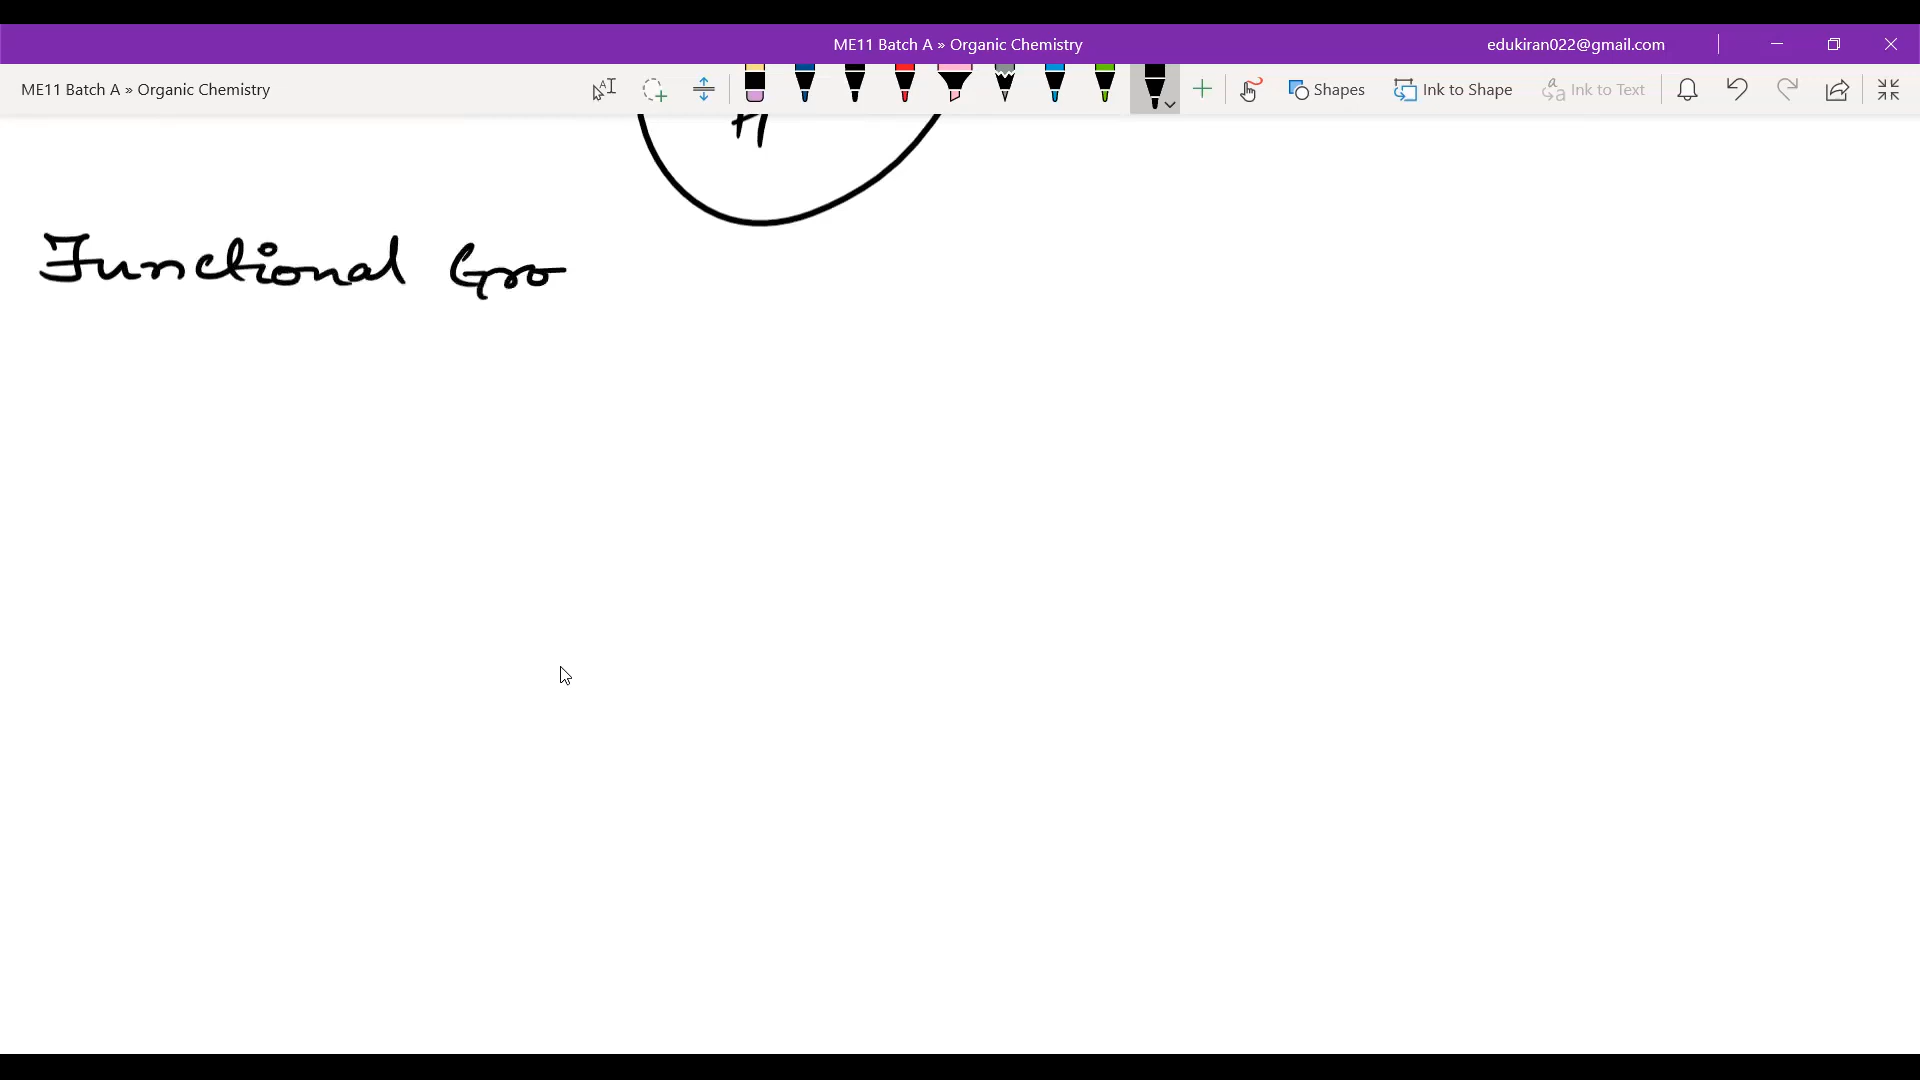 ME11 Batch A » Organic Chemistry
edukiran022@gmail.com
ME11 Batch A » Organic Chemistry
Shapes
Ink to Shape
Ink to Text
Functional Gro